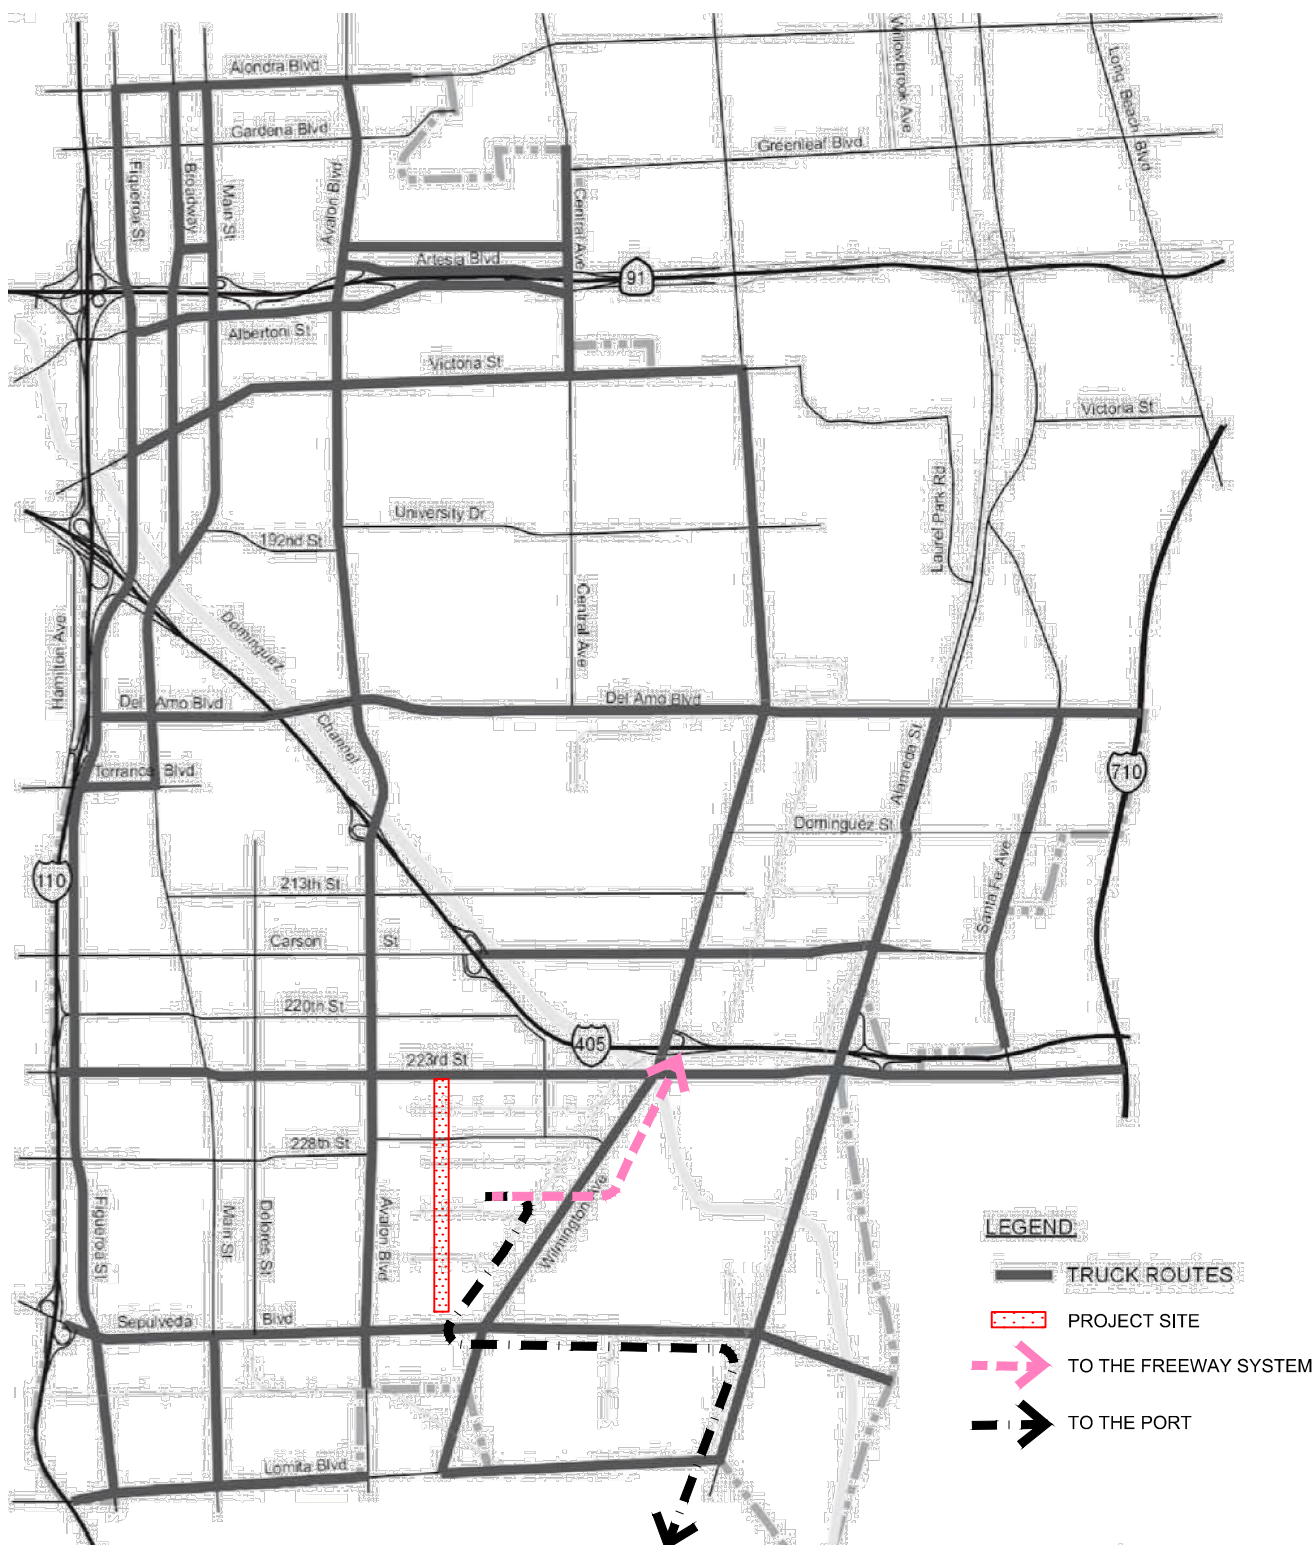 Alondra Blvd
Gardena Blvd
Willowbrook Ave
Long Beach Blvd
Greenleaf Blvd
Figueroa St
Broadway
Main St
Avalon Blvd
Central Ave
Artesia Blvd
91
Albertoni St
Victoria St
Victoria St
University Dr
192nd St
Laurel Park Rd
Hamilton Ave
Dominguez
Channel
Central Ave
Del Amo Blvd
Del Amo Blvd
Torrance Blvd
Alameda St
710
Dominguez St
110
213th St
Santa Fe Ave
Carson St
220th St
405
223rd St
228th St
Figueroa St
Main St
Dolores St
Avalon Blvd
Wilmington Ave
Sepulveda Blvd
Lomita Blvd
LEGEND
TRUCK ROUTES
PROJECT SITE
TO THE FREEWAY SYSTEM
TO THE PORT